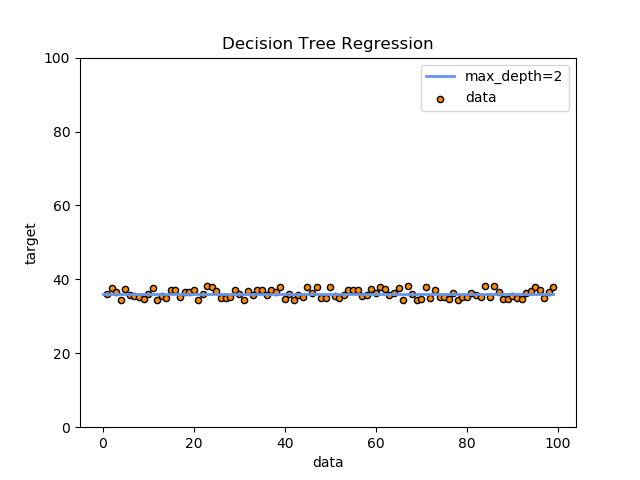 Decision Tree Regression
100
80
60
40
20
0
target
max_depth=2
data
0 20 40 60 80 100
data